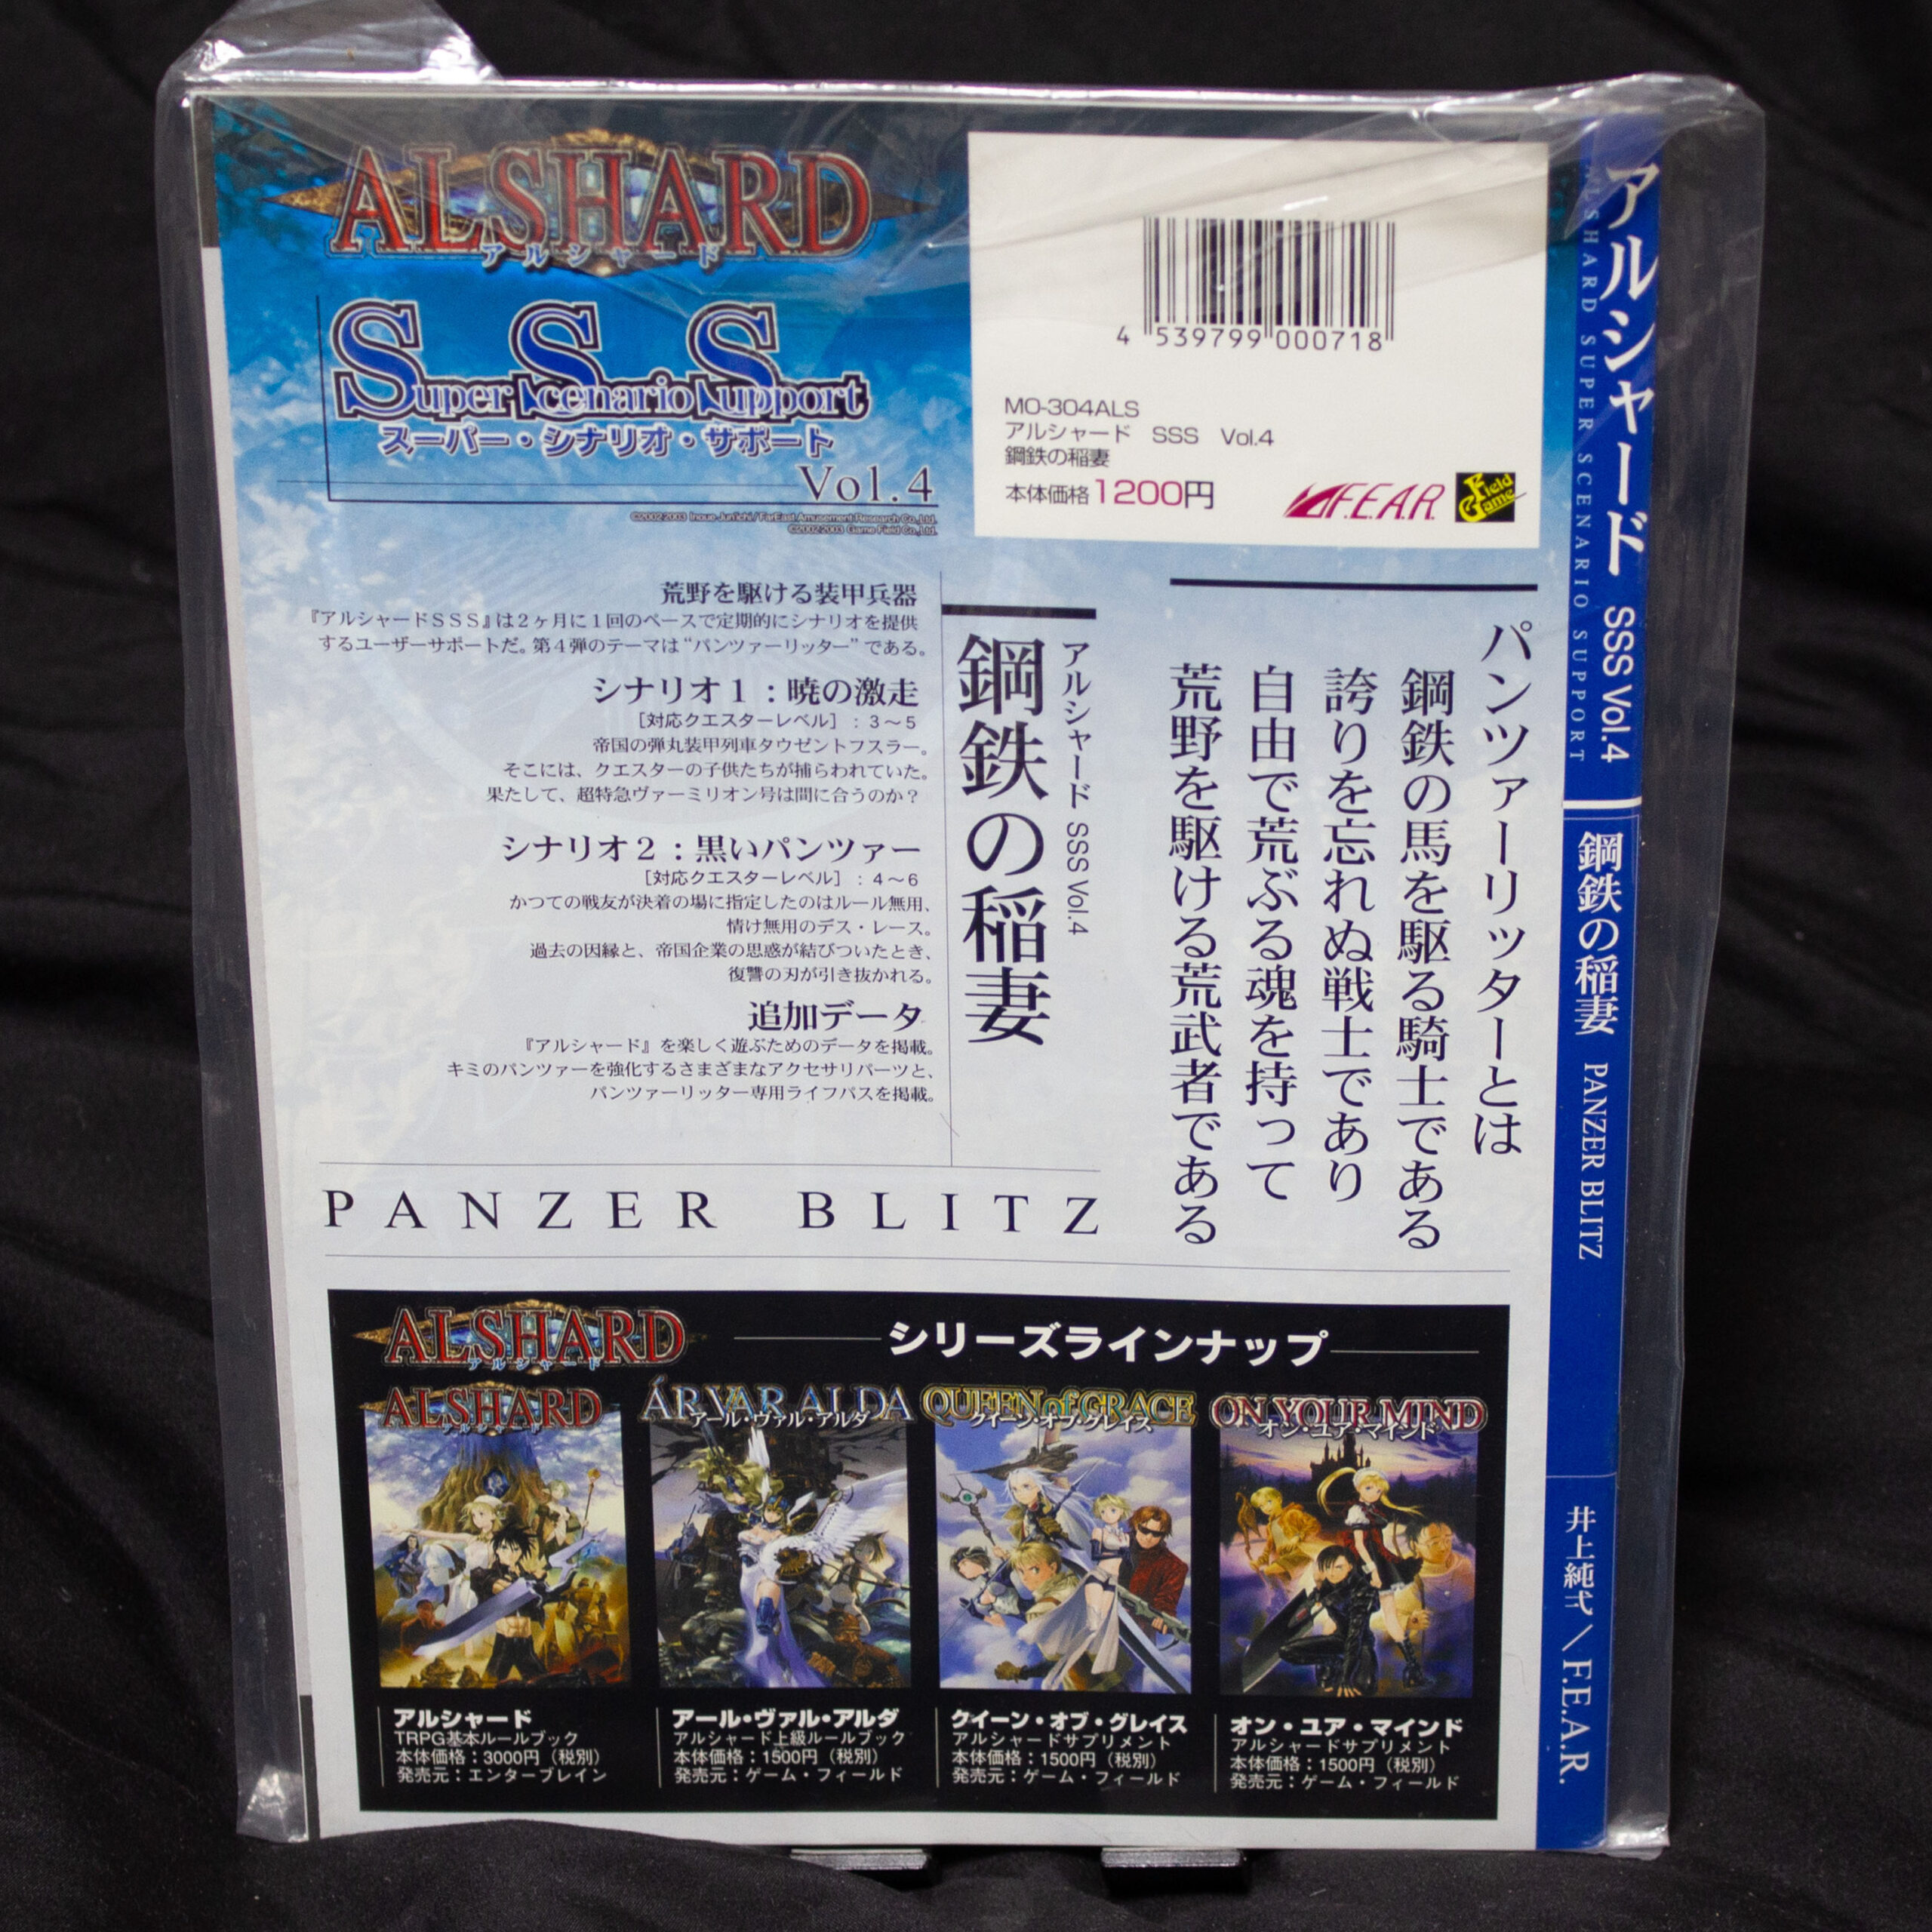 ALSHARD
アルシャード
Super Scenario Support
スーパー・シナリオ・サポート
Vol.4
©2002-2003 Inoue Jun'ichi / FarEast Amusement Research Co.,Ltd.
©2002-2003 Game Field Co.,Ltd.
4 539799 000718
MO-304ALS
アルシャード SSS Vol.4
鋼鉄の稲妻
本体価格1200円
F.E.A.R.
Field Game
パンツァーリッターとは
鋼鉄の馬を駆る騎士である
誇りを忘れぬ戦士であり
自由で荒ぶる魂を持って
荒野を駆ける荒武者である
アルシャード SSS Vol.4
鋼鉄の稲妻
荒野を駆ける装甲兵器
『アルシャードSSS』は2ヶ月に1回のペースで定期的にシナリオを提供
するユーザーサポートだ。第4弾のテーマは“パンツァーリッター”である。
シナリオ1：暁の激走
［対応クエスターレベル］：3～5
帝国の弾丸装甲列車タウゼントフスラー。
そこには、クエスターの子供たちが捕らわれていた。
果たして、超特急ヴァーミリオン号は間に合うのか？
シナリオ2：黒いパンツァー
［対応クエスターレベル］：4～6
かつての戦友が決着の場に指定したのはルール無用、
情け無用のデス・レース。
過去の因縁と、帝国企業の思惑が結びついたとき、
復讐の刃が引き抜かれる。
追加データ
『アルシャード』を楽しく遊ぶためのデータを掲載。
キミのパンツァーを強化するさまざまなアクセサリパーツと、
パンツァーリッター専用ライフパスを掲載。
PANZER BLITZ
ALSHARD
アルシャード
シリーズラインナップ
ALSHARD
アルシャード
アルシャード
TRPG基本ルールブック
本体価格：3000円（税別）
発売元：エンターブレイン
ÁR VAR ALDA
アール・ヴァル・アルダ
アール・ヴァル・アルダ
アルシャード上級ルールブック
本体価格：1500円（税別）
発売元：ゲーム・フィールド
QUEEN of GRACE
クイーン・オブ・グレイス
クイーン・オブ・グレイス
アルシャードサプリメント
本体価格：1500円（税別）
発売元：ゲーム・フィールド
ON YOUR MIND
オン・ユア・マインド
オン・ユア・マインド
アルシャードサプリメント
本体価格：1500円（税別）
発売元：ゲーム・フィールド
アルシャード SSS Vol.4
ALSHARD SUPER SCENARIO SUPPORT
鋼鉄の稲妻 PANZER BLITZ
井上純弌／F.E.A.R.